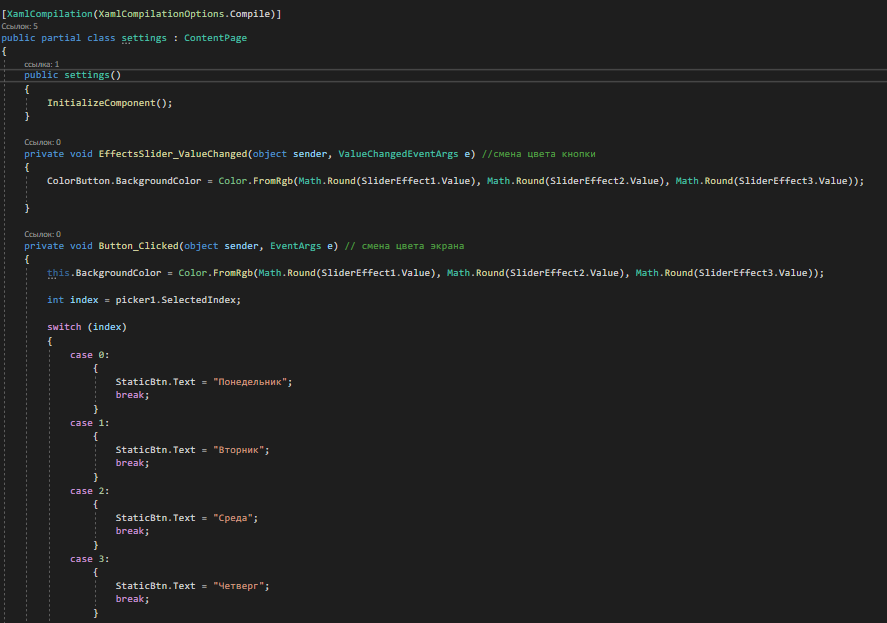 [XamlCompilation(XamlCompilationOptions.Compile)]
Ссылок: 5
public partial class settings : ContentPage
{
ссылка: 1
public settings()
{
InitializeComponent();
}
Ссылок: 0
private void EffectsSlider_ValueChanged(object sender, ValueChangedEventArgs e) //смена цвета кнопки
{
ColorButton.BackgroundColor = Color.FromRgb(Math.Round(SliderEffect1.Value), Math.Round(SliderEffect2.Value), Math.Round(SliderEffect3.Value));
}
Ссылок: 0
private void Button_Clicked(object sender, EventArgs e) // смена цвета экрана
{
this.BackgroundColor = Color.FromRgb(Math.Round(SliderEffect1.Value), Math.Round(SliderEffect2.Value), Math.Round(SliderEffect3.Value));
int index = picker1.SelectedIndex;
switch (index)
{
case 0:
{
StaticBtn.Text = "Понедельник";
break;
}
case 1:
{
StaticBtn.Text = "Вторник";
break;
}
case 2:
{
StaticBtn.Text = "Среда";
break;
}
case 3:
{
StaticBtn.Text = "Четверг";
break;
}